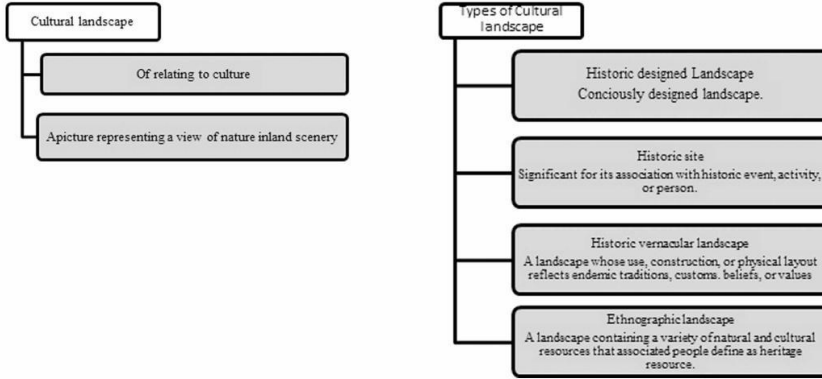 Cultural landscape
Of relating to culture
Apicture representing a view of nature inland scenery
Types of Cultural
landscape
Historic designed Landscape
Conciously designed landscape.
Historic site
Significant for its association with historic event, activity,
or person.
Historic vernacular landscape
A landscape whose use, construction, or physical layout
reflects endemic traditions, customs. beliefs, or values
Ethnographic landscape
A landscape containing a variety of natural and cultural
resources that associated people define as heritage
resource.